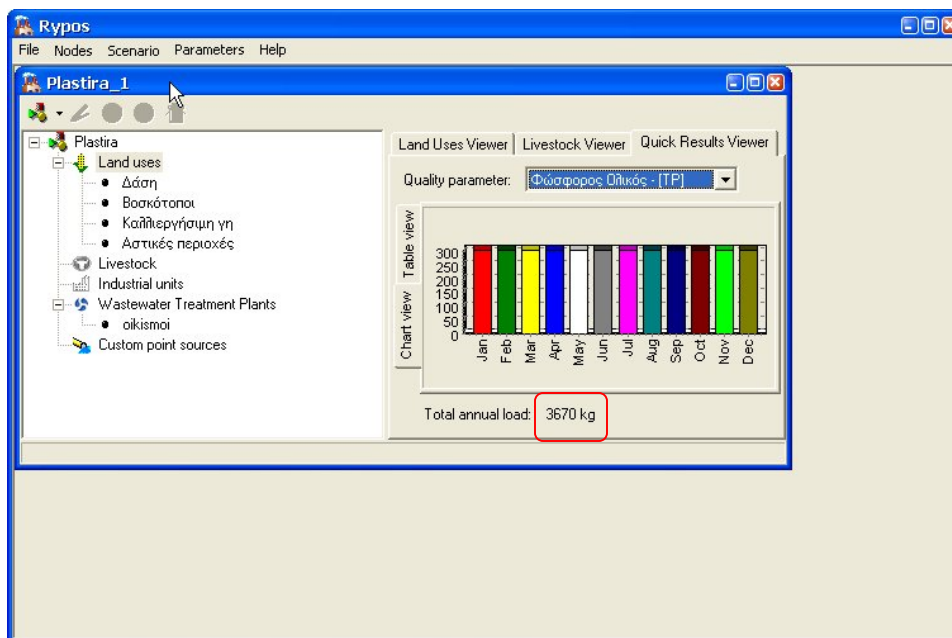 Rypos
File Nodes Scenario Parameters Help
Plastira_1
Plastira
Land uses
Δάση
Βοσκότοποι
Καλλιεργήσιμη γη
Αστικές περιοχές
Livestock
Industrial units
Wastewater Treatment Plants
oikismoi
Custom point sources
Land Uses Viewer Livestock Viewer Quick Results Viewer
Quality parameter: Φώσφορος Ολικός - [TP]
Table view
Chart view
300
250
200
150
100
50
0
Jan Feb Mar Apr May Jun Jul Aug Sep Oct Nov Dec
Total annual load: 3670 kg